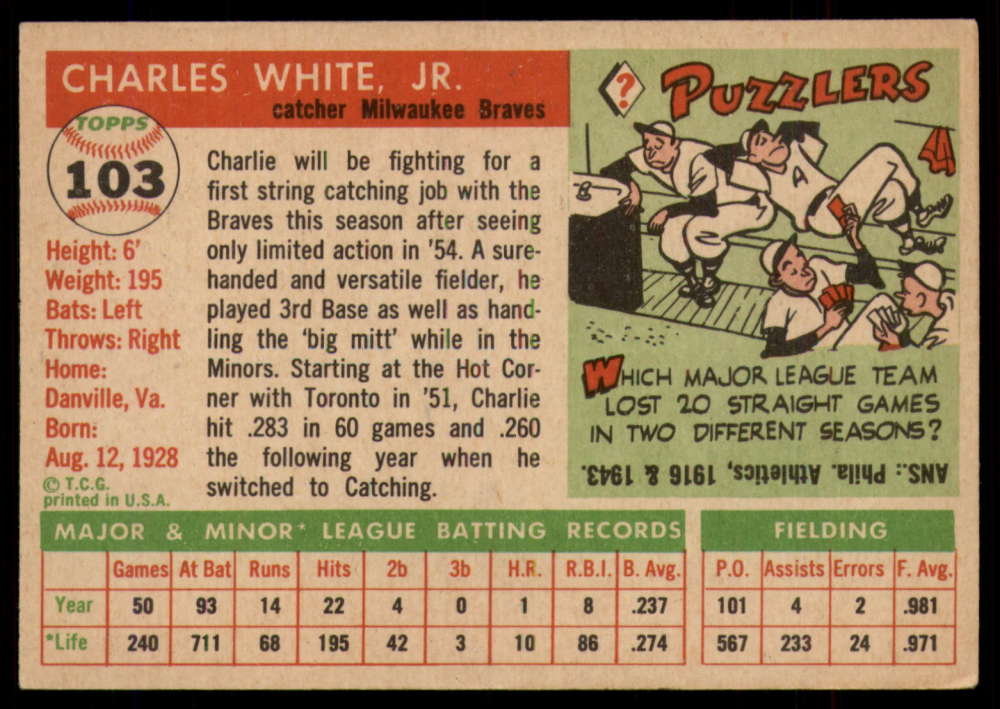 CHARLES WHITE, JR.
catcher Milwaukee Braves
TOPPS
103
Height: 6'
Weight: 195
Bats: Left
Throws: Right
Home:
Danville, Va.
Born:
Aug. 12, 1928
© T.C.G.
printed in U.S.A.
Charlie will be fighting for a
first string catching job with the
Braves this season after seeing
only limited action in '54. A sure-
handed and versatile fielder, he
played 3rd Base as well as hand-
ling the 'big mitt' while in the
Minors. Starting at the Hot Cor-
ner with Toronto in '51, Charlie
hit .283 in 60 games and .260
the following year when he
switched to Catching.
? PUZZLERS
B
A
WHICH MAJOR LEAGUE TEAM
LOST 20 STRAIGHT GAMES
IN TWO DIFFERENT SEASONS?
ANS.: Phila. Athletics, 1916 & 1943.
MAJOR & MINOR* LEAGUE BATTING RECORDS
Games At Bat Runs Hits 2b 3b H.R. R.B.I. B. Avg.
Year 50 93 14 22 4 0 1 8 .237
*Life 240 711 68 195 42 3 10 86 .274
FIELDING
P.O. Assists Errors F. Avg.
101 4 2 .981
567 233 24 .971